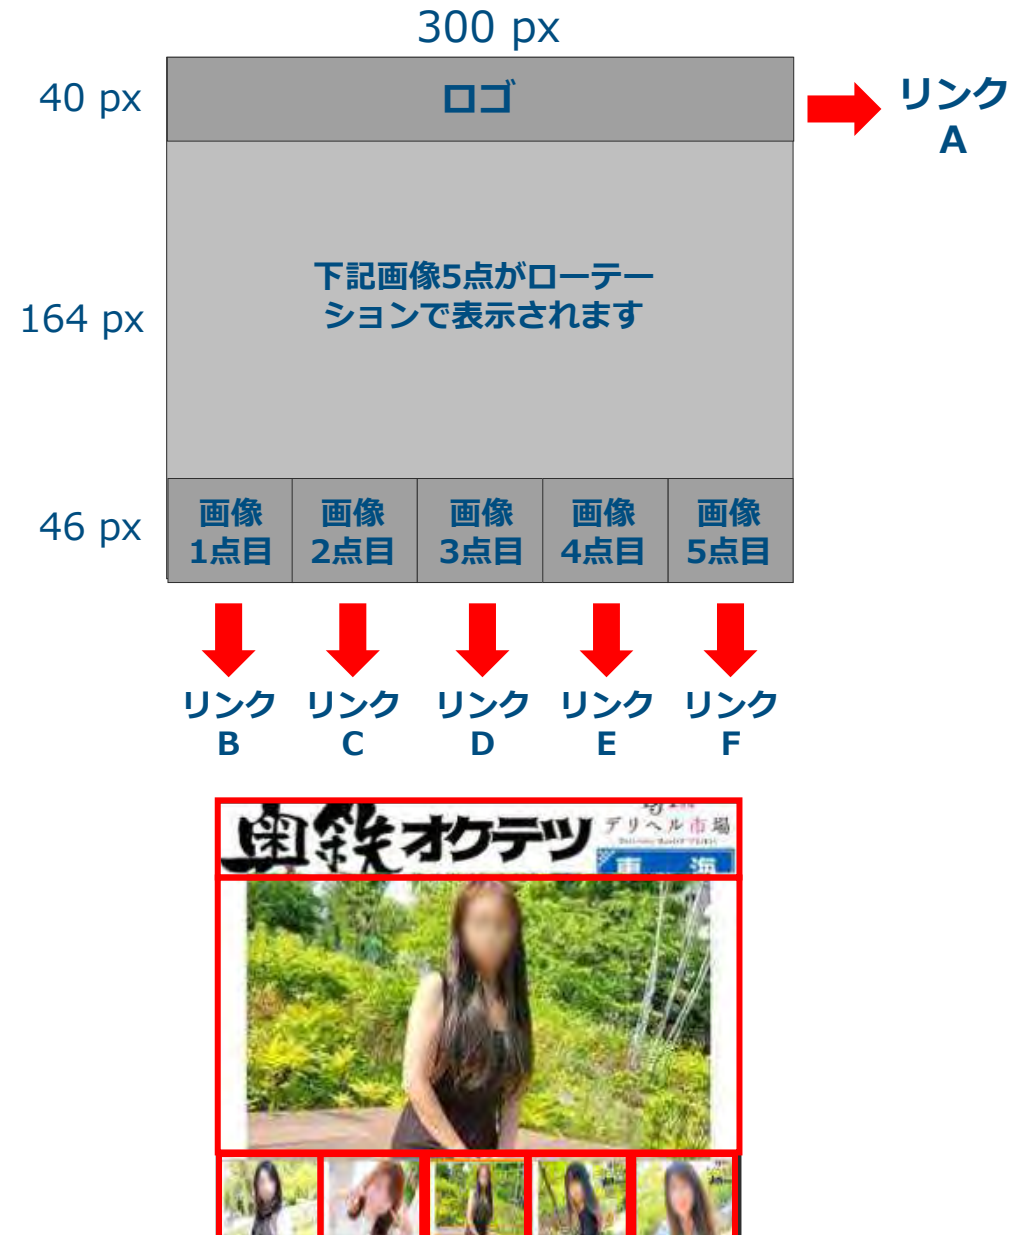 300 px
40 px
ロゴ
リンク
A
下記画像5点がローテー
ションで表示されます
164 px
46 px
画像
1点目
画像
2点目
画像
3点目
画像
4点目
画像
5点目
リンク
B
リンク
C
リンク
D
リンク
E
リンク
F
奥鉄オクテツ
デリヘル市場
東 海